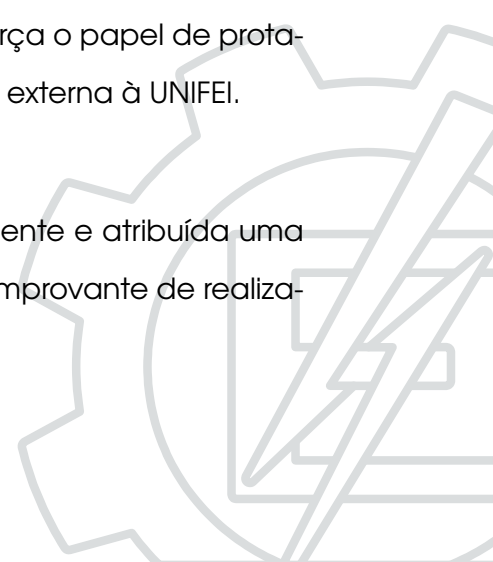 rça o papel de prota-
externa à UNIFEI.
ente e atribuída uma
mprovante de realiza-